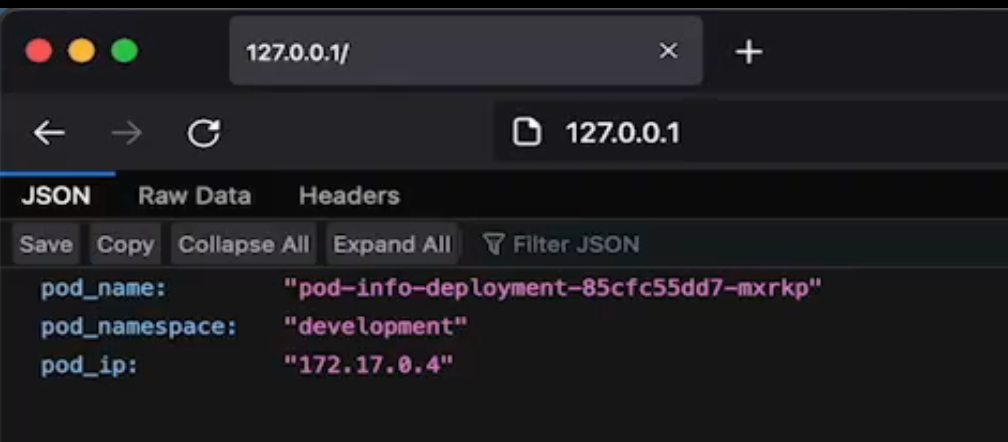 127.0.0.1/
127.0.0.1
JSON Raw Data Headers
Save Copy Collapse All Expand All Filter JSON
pod_name: "pod-info-deployment-85cfc55dd7-mxrkp"
pod_namespace: "development"
pod_ip: "172.17.0.4"